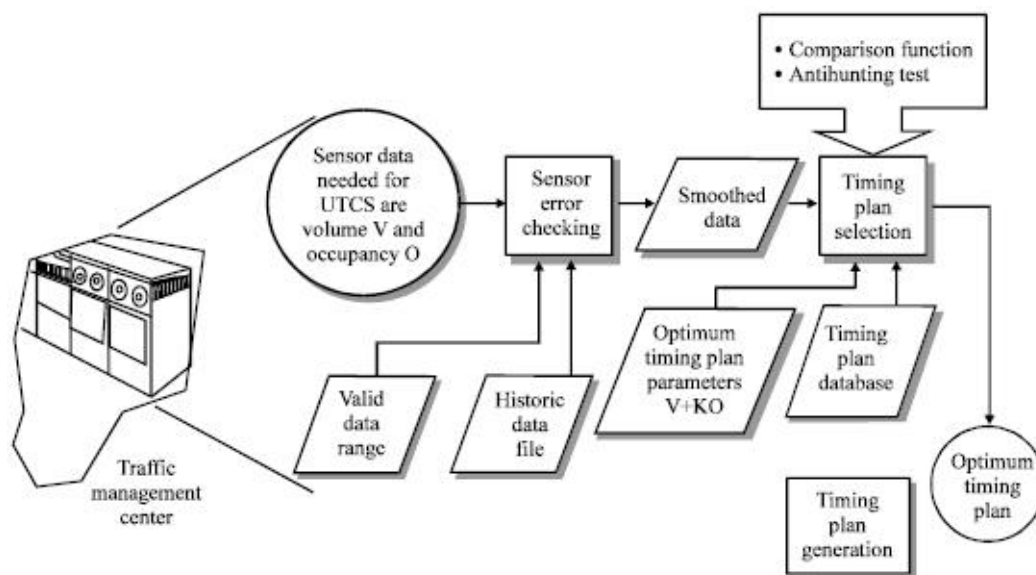 • Comparison function
• Antihunting test
Sensor data
needed for
UTCS are
volume V and
occupancy O
Sensor
error
checking
Smoothed
data
Timing
plan
selection
Valid
data
range
Historic
data
file
Optimum
timing plan
parameters
V+KO
Timing
plan
database
Traffic
management
center
Timing
plan
generation
Optimum
timing
plan